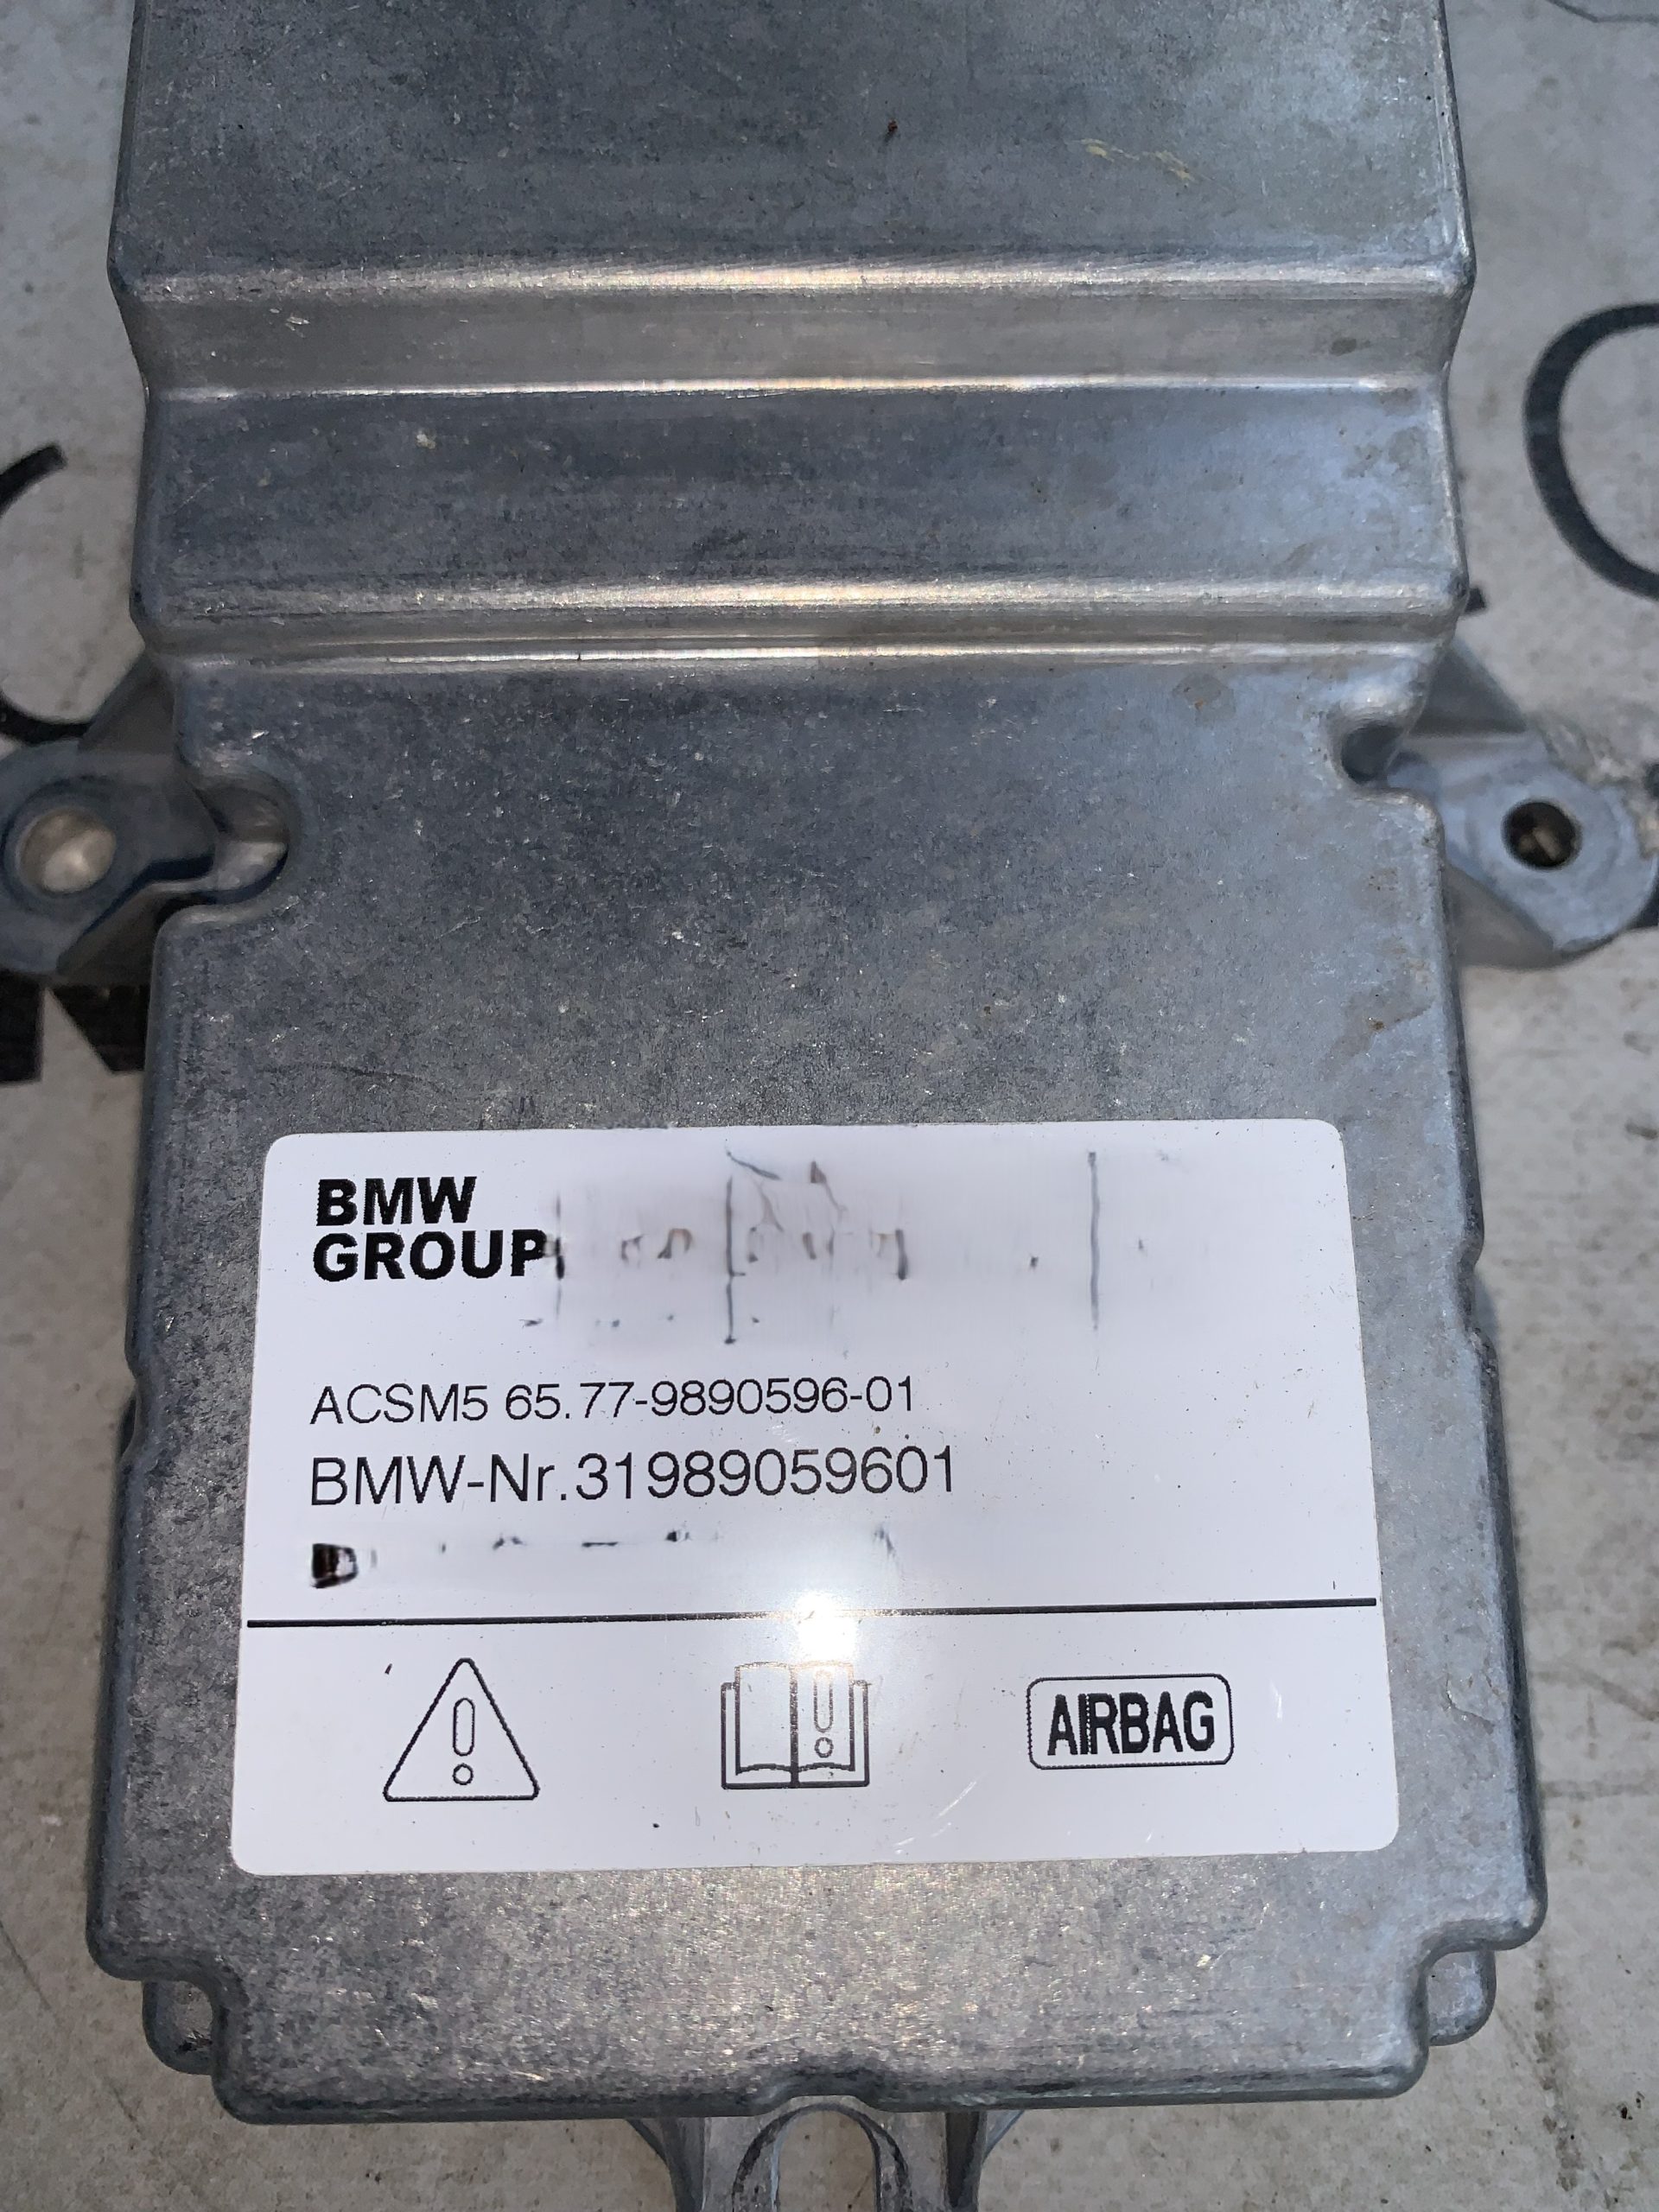 BMW
GROUP
ACSM5 65.77-9890596-01
BMW-Nr.31989059601
AIRBAG